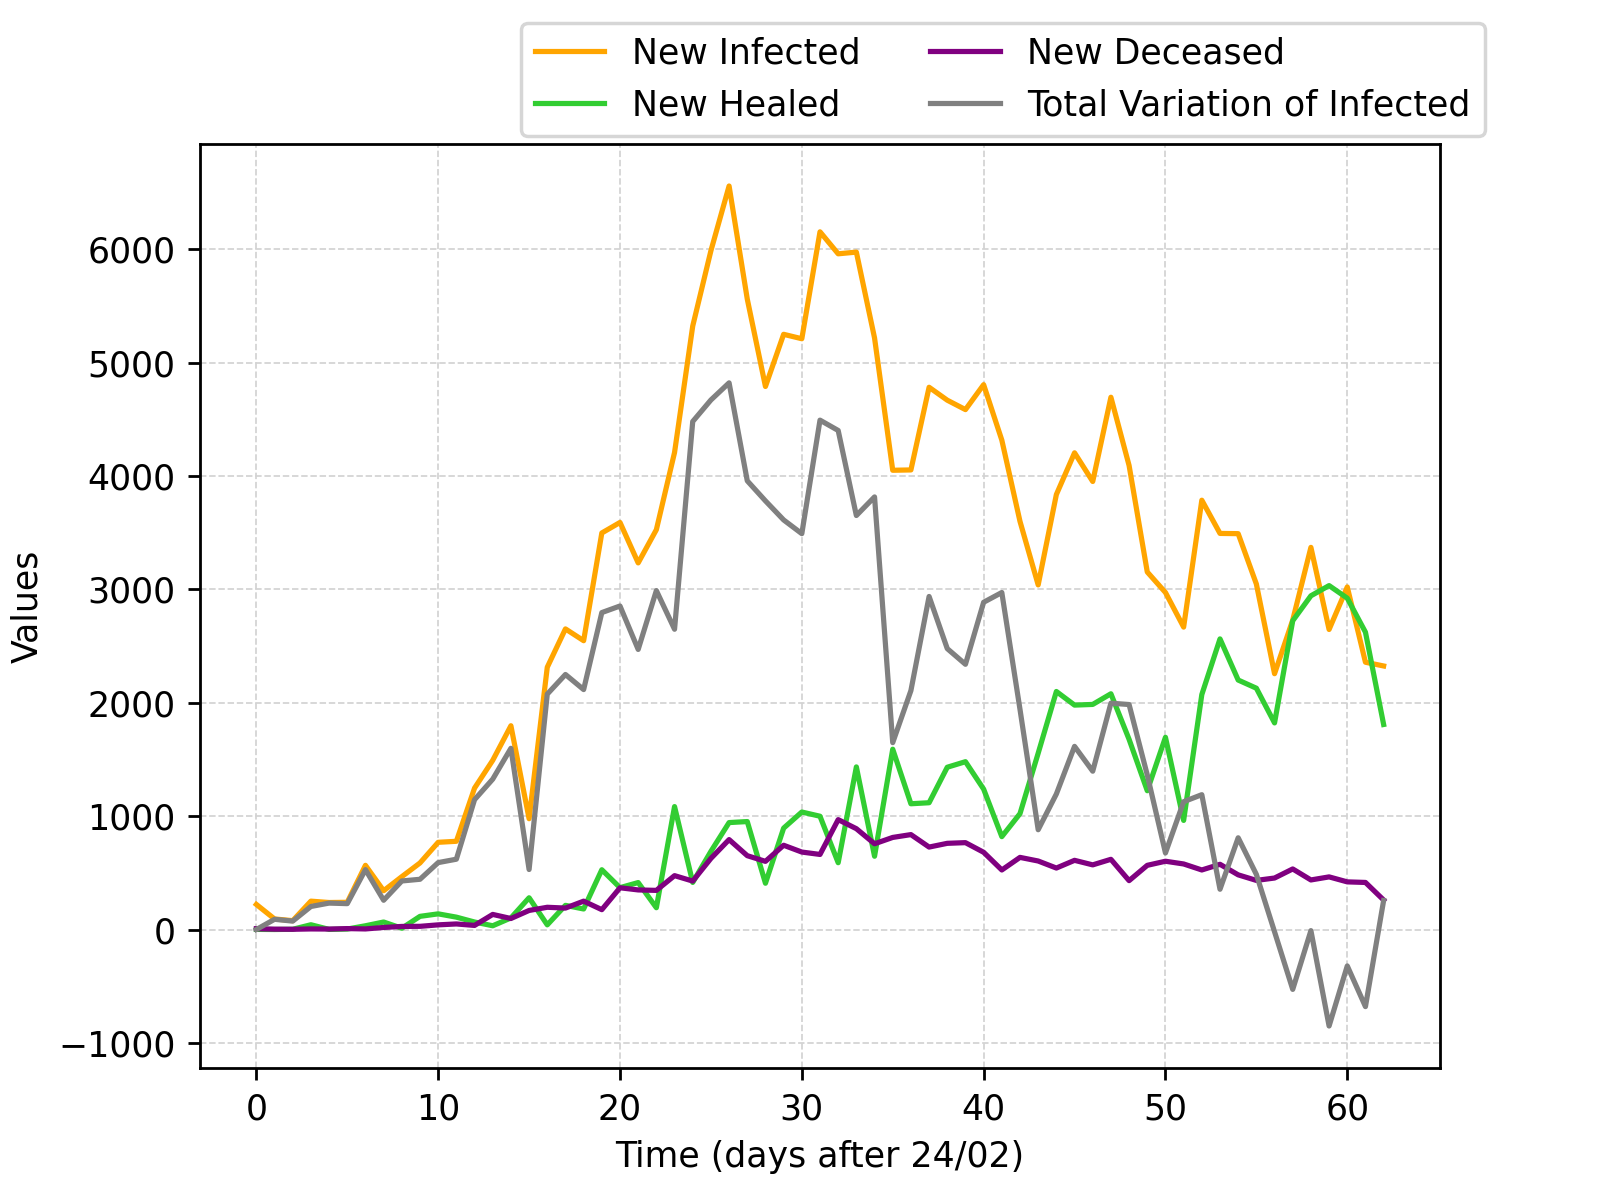 New Infected
New Healed
New Deceased
Total Variation of Infected
6000
5000
4000
3000
2000
1000
0
−1000
Values
0 10 20 30 40 50 60
Time (days after 24/02)